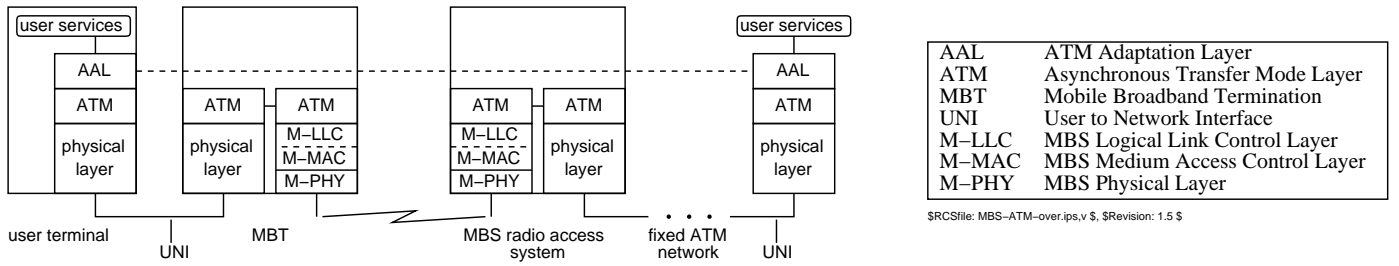 user services
user services
AAL
AAL
ATM
ATM
ATM
ATM
ATM
ATM
physical
layer
physical
layer
M−LLC
M−MAC
M−PHY
M−LLC
M−MAC
M−PHY
physical
layer
physical
layer
user terminal
UNI
MBT
MBS radio access
system
fixed ATM
network
UNI
AAL ATM Adaptation Layer
ATM Asynchronous Transfer Mode Layer
MBT Mobile Broadband Termination
UNI User to Network Interface
M−LLC MBS Logical Link Control Layer
M−MAC MBS Medium Access Control Layer
M−PHY MBS Physical Layer
$RCSfile: MBS−ATM−over.ips,v $, $Revision: 1.5 $